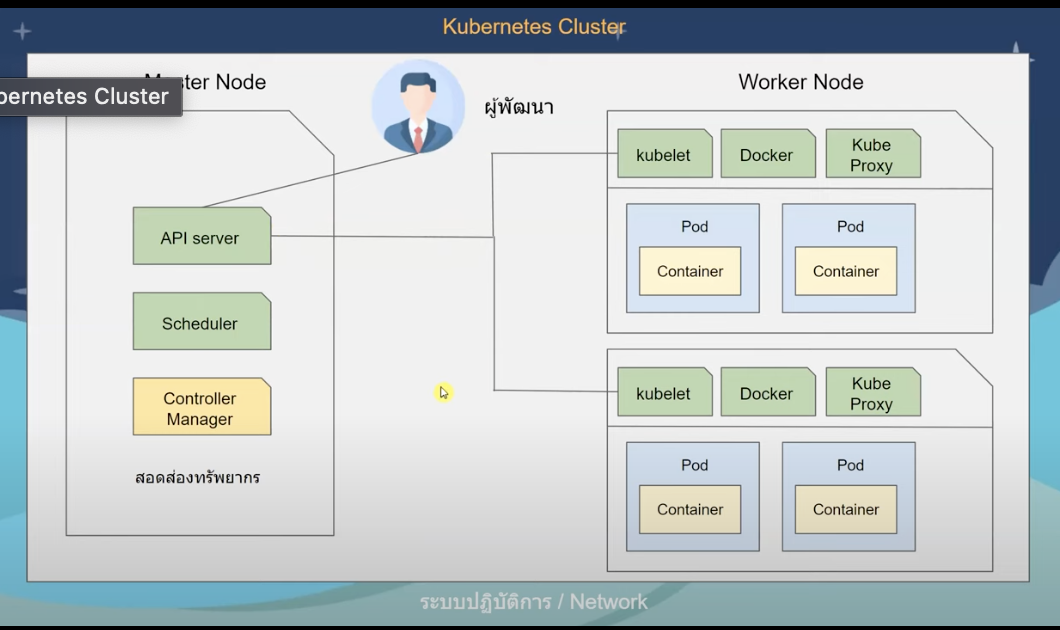 Kubernetes Cluster
bernetes Cluster
ster Node
ผู้พัฒนา
API server
Scheduler
Controller
Manager
สอดส่องทรัพยากร
Worker Node
kubelet
Docker
Kube
Proxy
Pod
Container
Pod
Container
kubelet
Docker
Kube
Proxy
Pod
Container
Pod
Container
ระบบปฏิบัติการ / Network